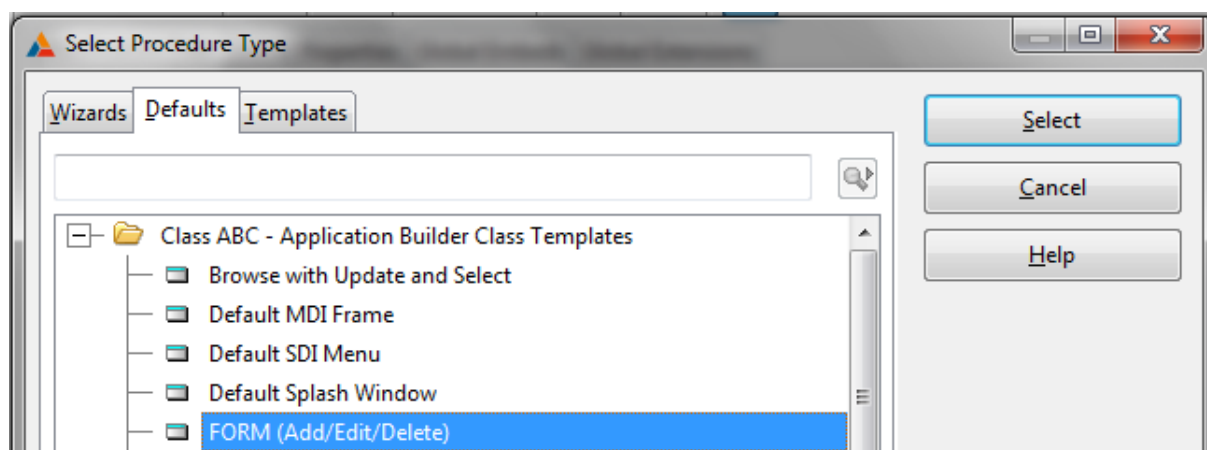 Select Procedure Type
Wizards Defaults Templates
Select
Cancel
Help
Class ABC - Application Builder Class Templates
Browse with Update and Select
Default MDI Frame
Default SDI Menu
Default Splash Window
FORM (Add/Edit/Delete)